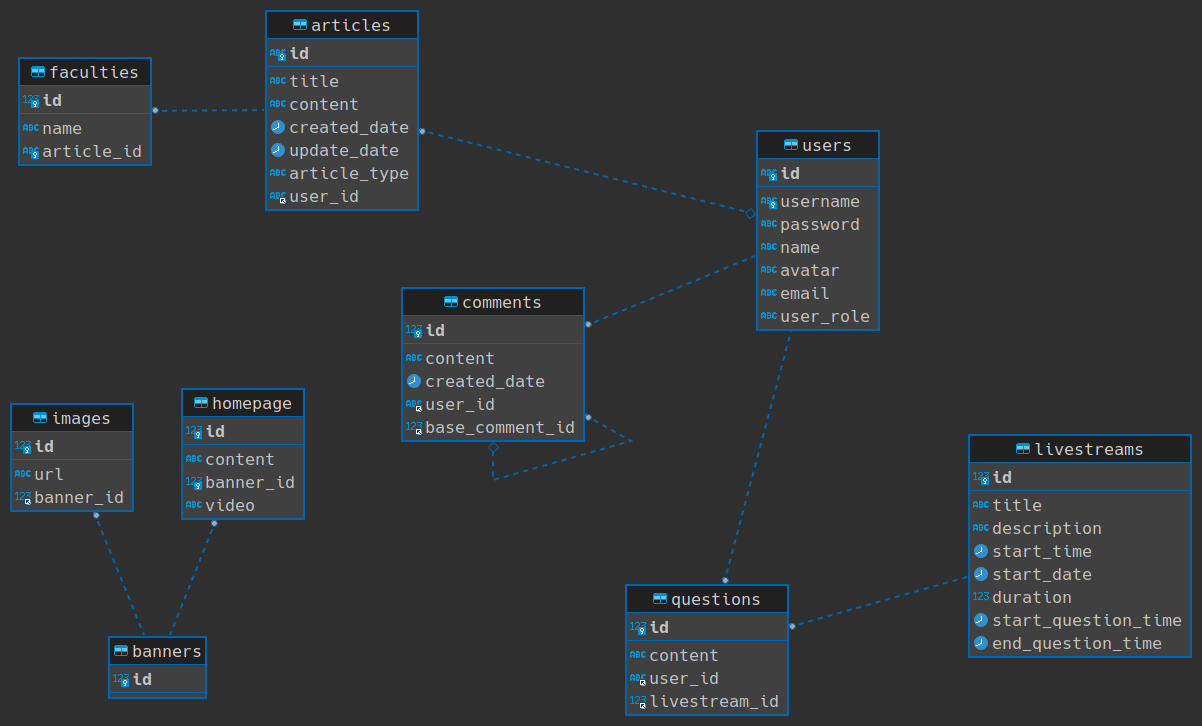 articles
id
title
content
created_date
update_date
article_type
user_id
faculties
id
name
article_id
users
id
username
password
name
avatar
email
user_role
comments
id
content
created_date
user_id
base_comment_id
images
id
url
banner_id
homepage
id
content
banner_id
video
livestreams
id
title
description
start_time
start_date
duration
start_question_time
end_question_time
questions
id
content
user_id
livestream_id
banners
id